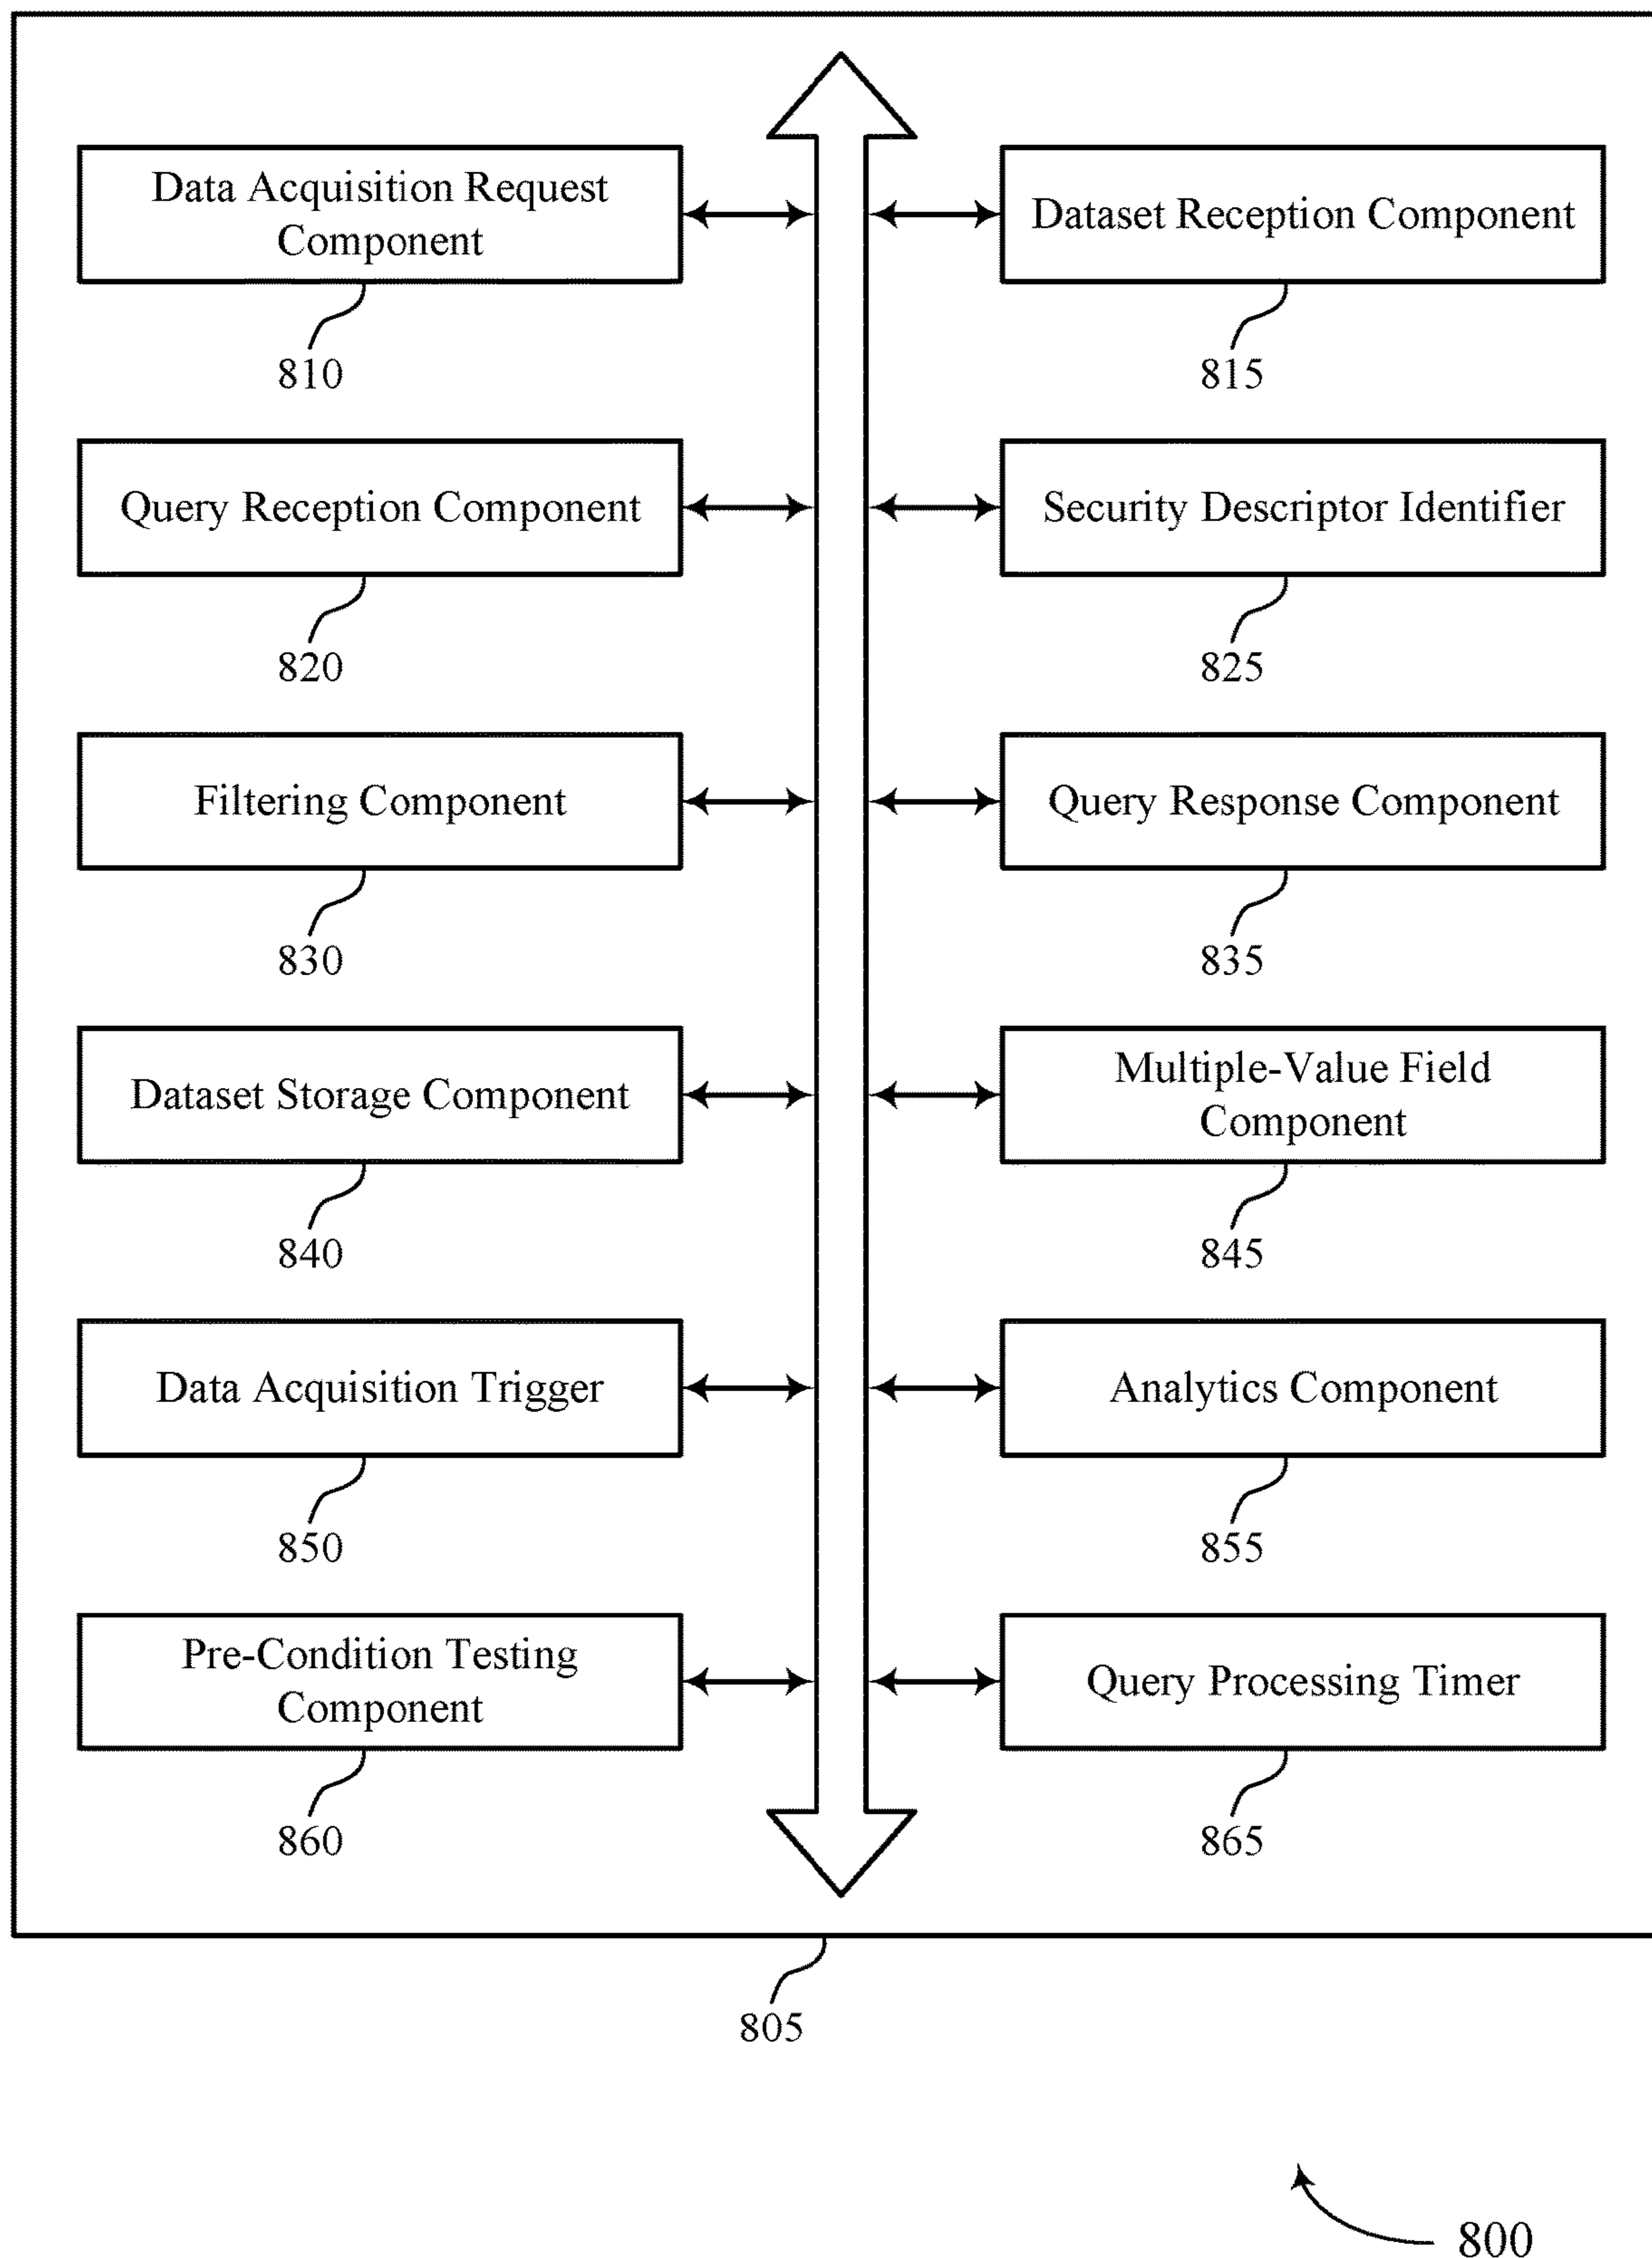 Data Acquisition Request
Component
810
Dataset Reception Component
815
Query Reception Component
820
Security Descriptor Identifier
825
Filtering Component
830
Query Response Component
835
Dataset Storage Component
840
Multiple-Value Field
Component
845
Data Acquisition Trigger
850
Analytics Component
855
Pre-Condition Testing
Component
860
Query Processing Timer
865
805
800